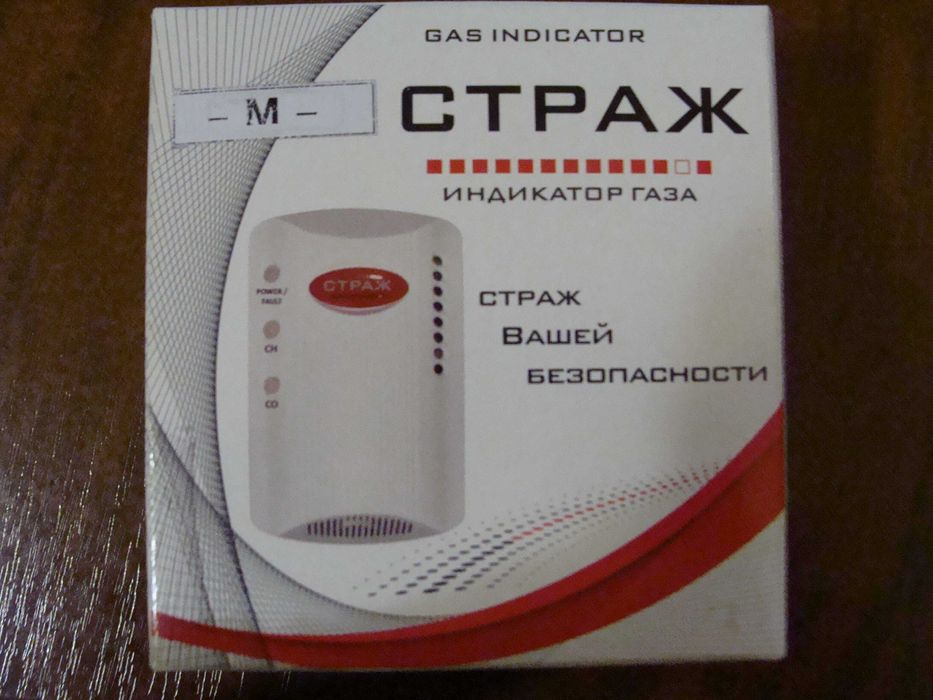 GAS INDICATOR
– М –
СТРАЖ
ИНДИКАТОР ГАЗА
СТРАЖ
POWER /
FAULT
CH
CO
СТРАЖ
ВАШЕЙ
БЕЗОПАСНОСТИ